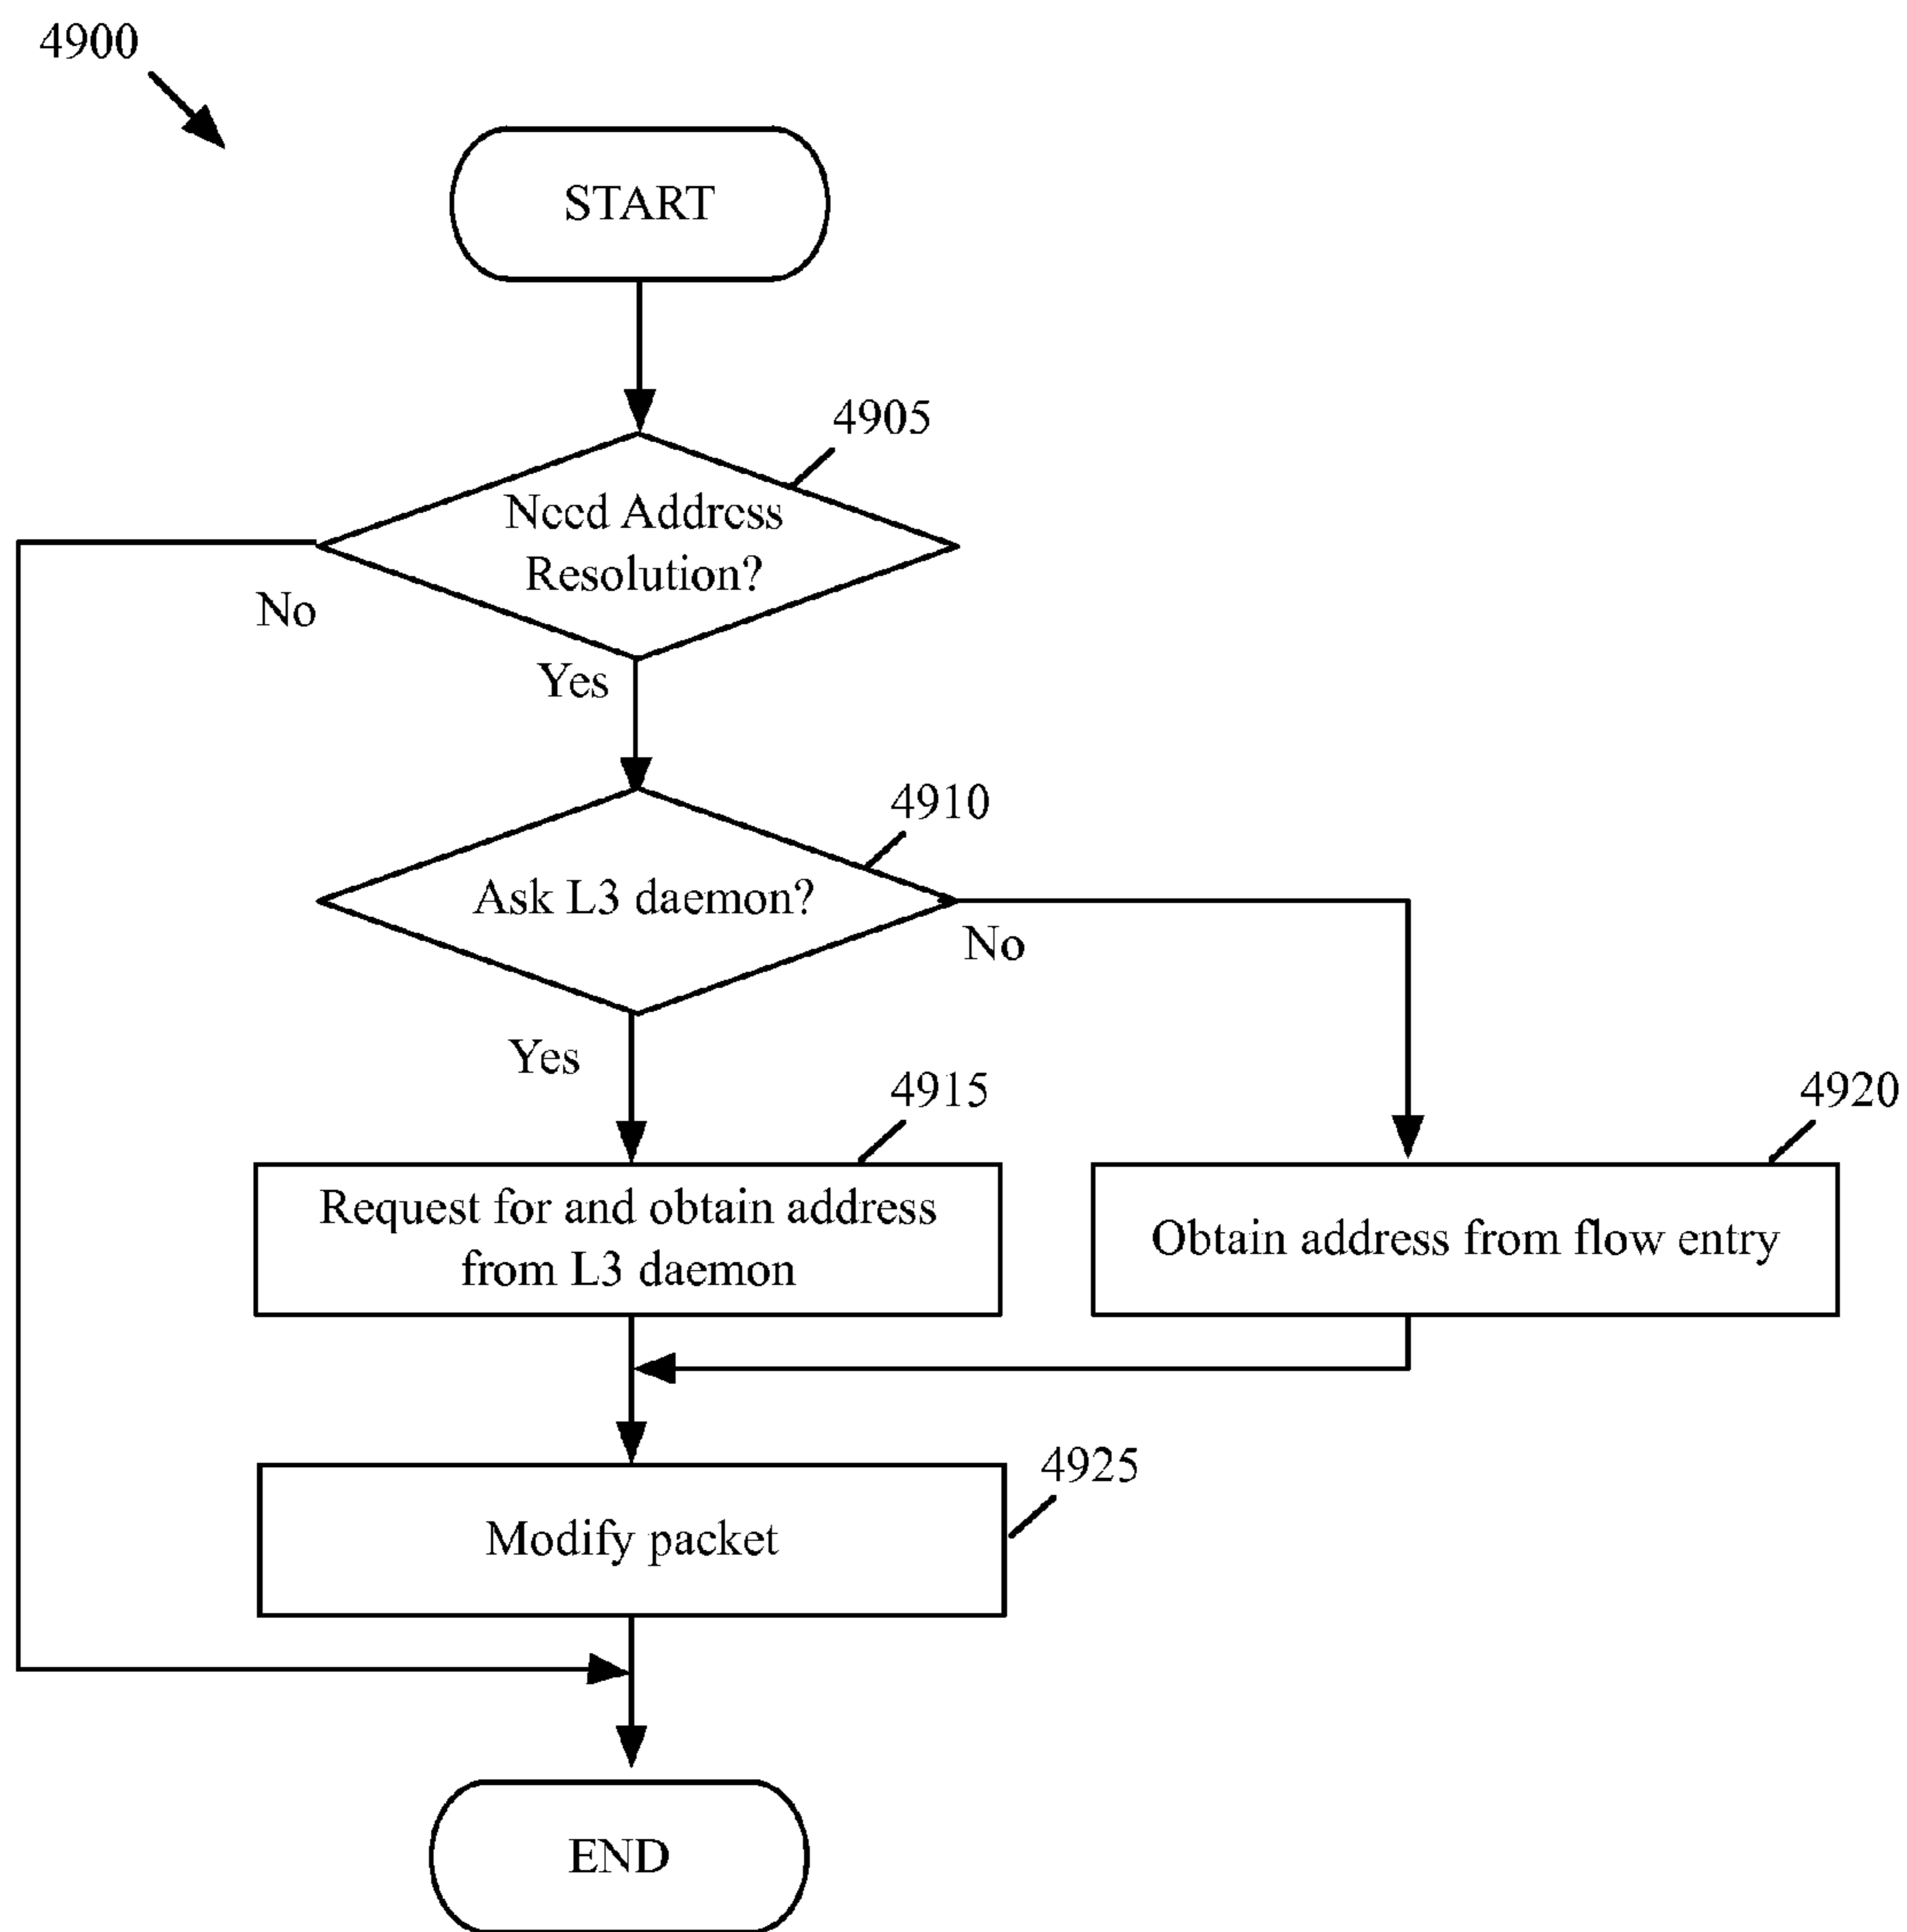 4900
START
4905
Need Address
Resolution?
No
Yes
4910
Ask L3 daemon?
No
Yes
4915
4920
Request for and obtain address
from L3 daemon
Obtain address from flow entry
4925
Modify packet
END